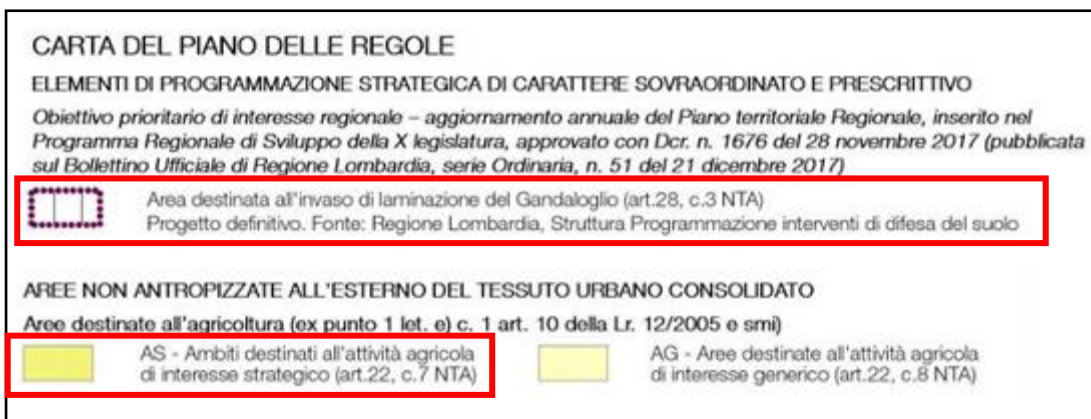 CARTA DEL PIANO DELLE REGOLE
ELEMENTI DI PROGRAMMAZIONE STRATEGICA DI CARATTERE SOVRAORDINATO E PRESCRITTIVO
Obiettivo prioritario di interesse regionale – aggiornamento annuale del Piano territoriale Regionale, inserito nel
Programma Regionale di Sviluppo della X legislatura, approvato con Dcr. n. 1676 del 28 novembre 2017 (pubblicata
sul Bollettino Ufficiale di Regione Lombardia, serie Ordinaria, n. 51 del 21 dicembre 2017)
Area destinata all'invaso di laminazione del Gandaloglio (art.28, c.3 NTA)
Progetto definitivo. Fonte: Regione Lombardia, Struttura Programmazione interventi di difesa del suolo
AREE NON ANTROPIZZATE ALL'ESTERNO DEL TESSUTO URBANO CONSOLIDATO
Aree destinate all'agricoltura (ex punto 1 let. e) c. 1 art. 10 della Lr. 12/2005 e smi)
AS - Ambiti destinati all'attività agricola
di interesse strategico (art.22, c.7 NTA)
AG - Aree destinate all'attività agricola
di interesse generico (art.22, c.8 NTA)